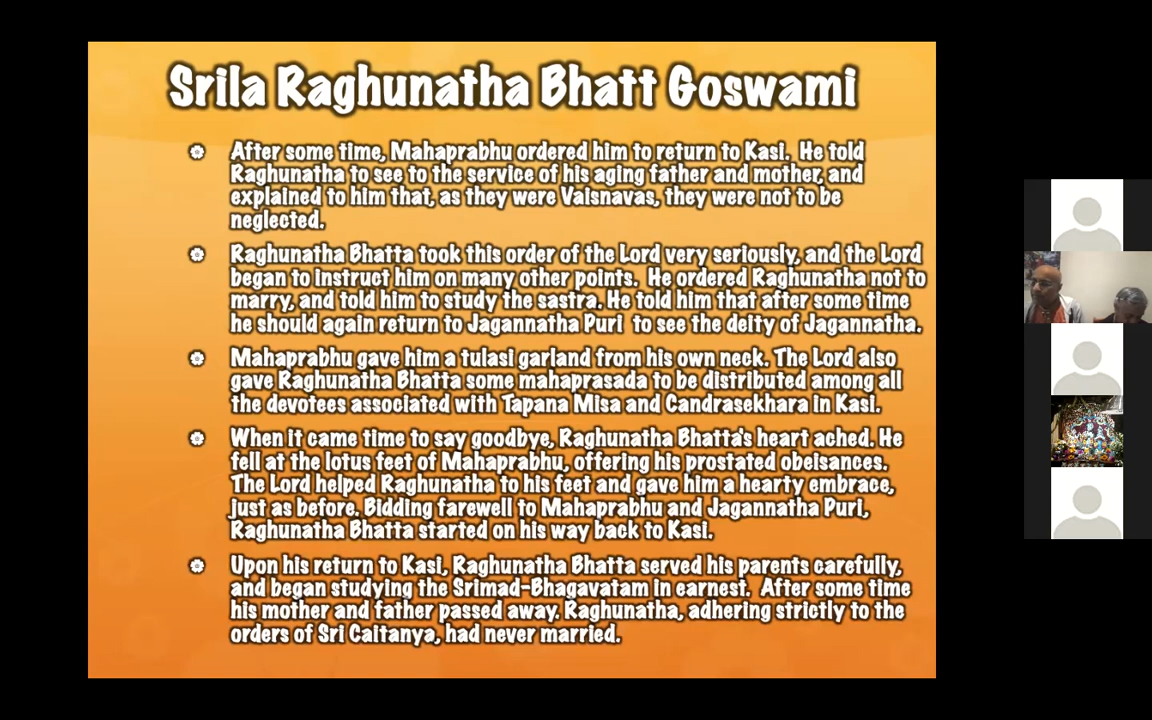 Srila Raghunatha Bhatt Goswami
After some time, Mahaprabhu ordered him to return to Kasi. He told
Raghunatha to see to the service of his aging father and mother, and
explained to him that, as they were Vaisnavas, they were not to be
neglected.
Raghunatha Bhatta took this order of the Lord very seriously, and the Lord
began to instruct him on many other points. He ordered Raghunatha not to
marry, and told him to study the sastra. He told him that after some time
he should again return to Jagannatha Puri to see the deity of Jagannatha.
Mahaprabhu gave him a tulasi garland from his own neck. The Lord also
gave Raghunatha Bhatta some mahaprasada to be distributed among all
the devotees associated with Tapana Misa and Candrasekhara in Kasi.
When it came time to say goodbye, Raghunatha Bhatta's heart ached. He
fell at the lotus feet of Mahaprabhu, offering his prostated obeisances.
The Lord helped Raghunatha to his feet and gave him a hearty embrace,
just as before. Bidding farewell to Mahaprabhu and Jagannatha Puri,
Raghunatha Bhatta started on his way back to Kasi.
Upon his return to Kasi, Raghunatha Bhatta served his parents carefully,
and began studying the Srimad-Bhagavatam in earnest. After some time
his mother and father passed away. Raghunatha, adhering strictly to the
orders of Sri Caitanya, had never married.